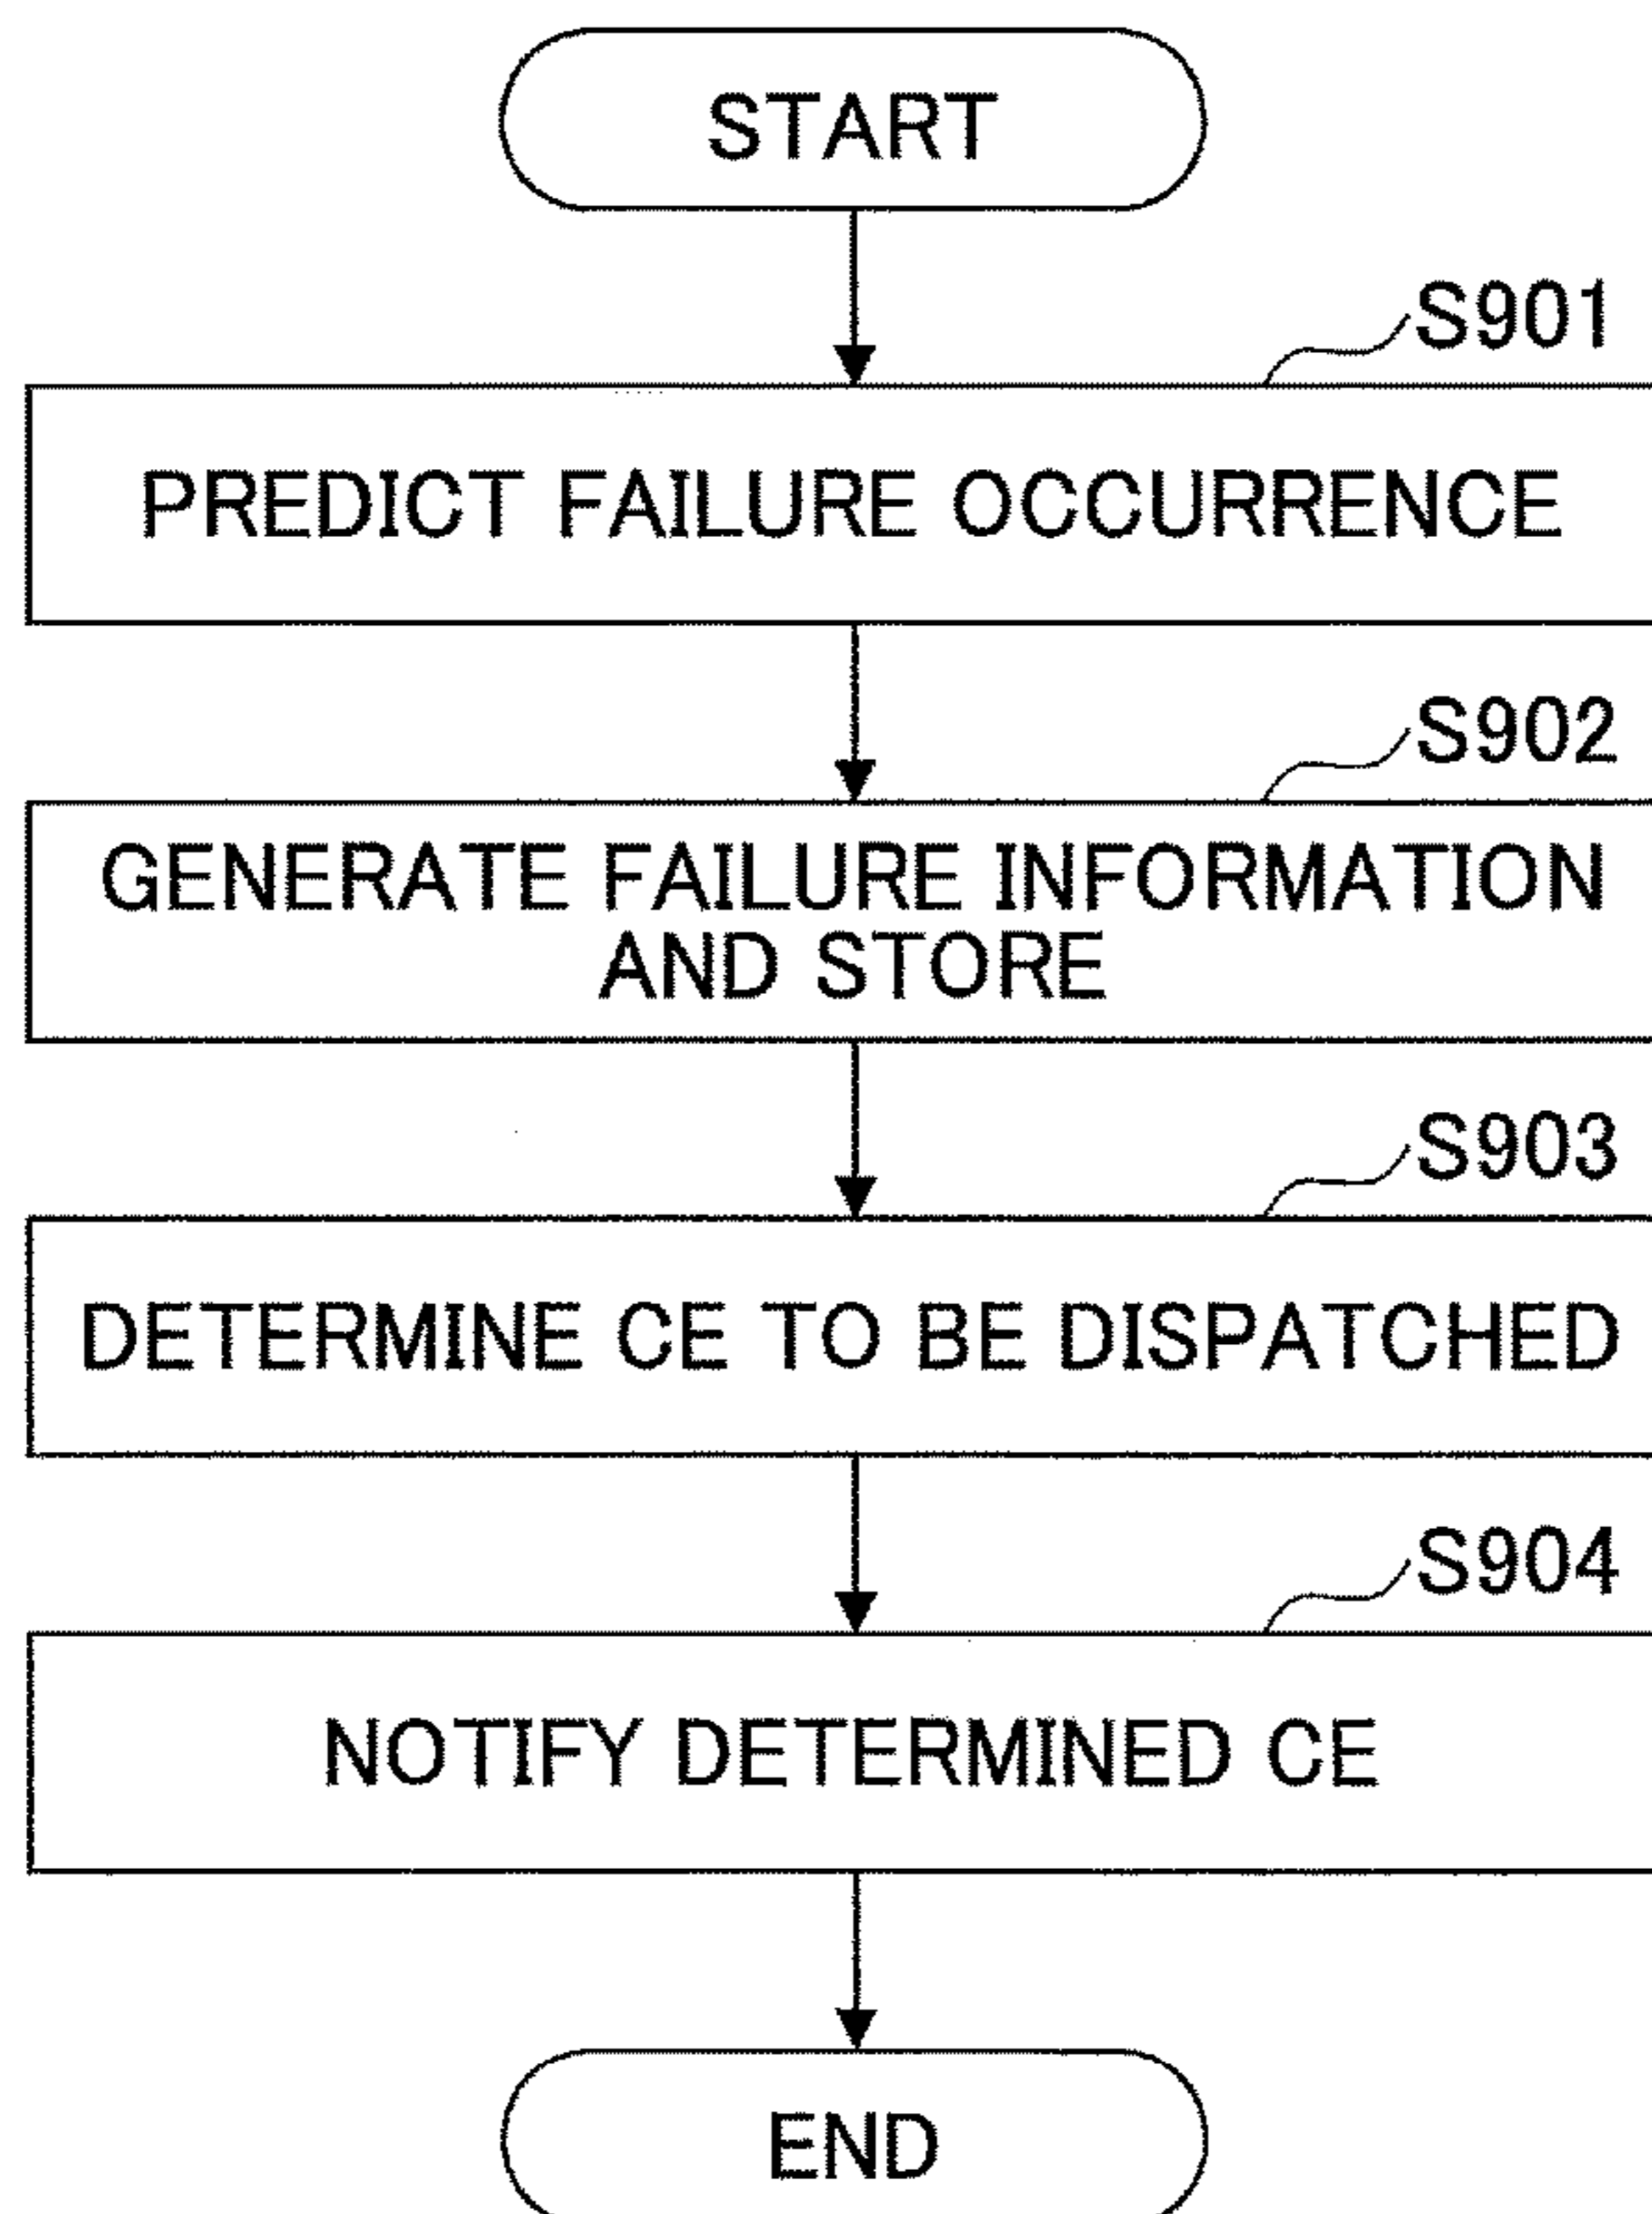 START
S901
PREDICT FAILURE OCCURRENCE
S902
GENERATE FAILURE INFORMATION
AND STORE
S903
DETERMINE CE TO BE DISPATCHED
S904
NOTIFY DETERMINED CE
END